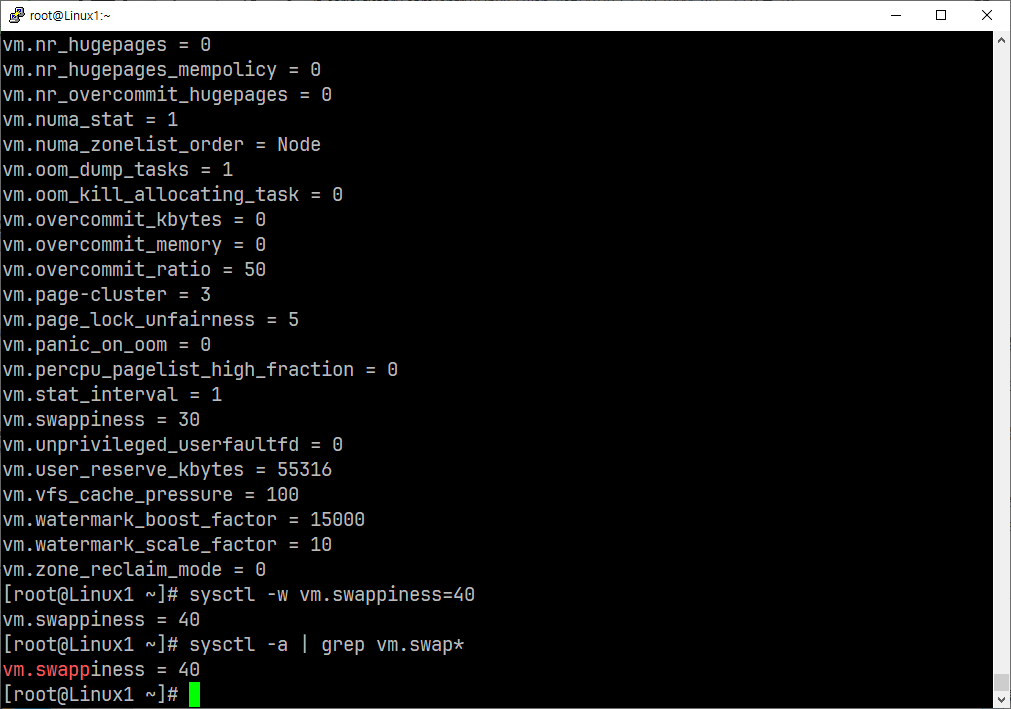 root@Linux1:~
vm.nr_hugepages = 0
vm.nr_hugepages_mempolicy = 0
vm.nr_overcommit_hugepages = 0
vm.numa_stat = 1
vm.numa_zonelist_order = Node
vm.oom_dump_tasks = 1
vm.oom_kill_allocating_task = 0
vm.overcommit_kbytes = 0
vm.overcommit_memory = 0
vm.overcommit_ratio = 50
vm.page-cluster = 3
vm.page_lock_unfairness = 5
vm.panic_on_oom = 0
vm.percpu_pagelist_high_fraction = 0
vm.stat_interval = 1
vm.swappiness = 30
vm.unprivileged_userfaultfd = 0
vm.user_reserve_kbytes = 55316
vm.vfs_cache_pressure = 100
vm.watermark_boost_factor = 15000
vm.watermark_scale_factor = 10
vm.zone_reclaim_mode = 0
[root@Linux1 ~]# sysctl -w vm.swappiness=40
vm.swappiness = 40
[root@Linux1 ~]# sysctl -a | grep vm.swap*
vm.swappiness = 40
[root@Linux1 ~]#